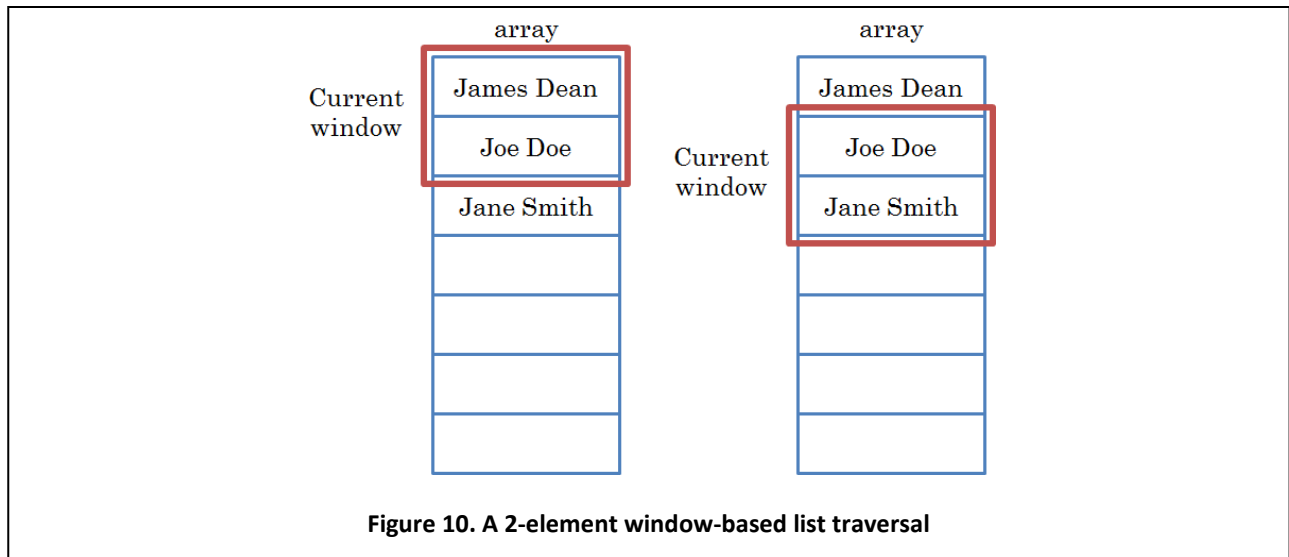 array
Current
window
James Dean
Joe Doe
Jane Smith
array
Current
window
James Dean
Joe Doe
Jane Smith
Figure 10. A 2-element window-based list traversal